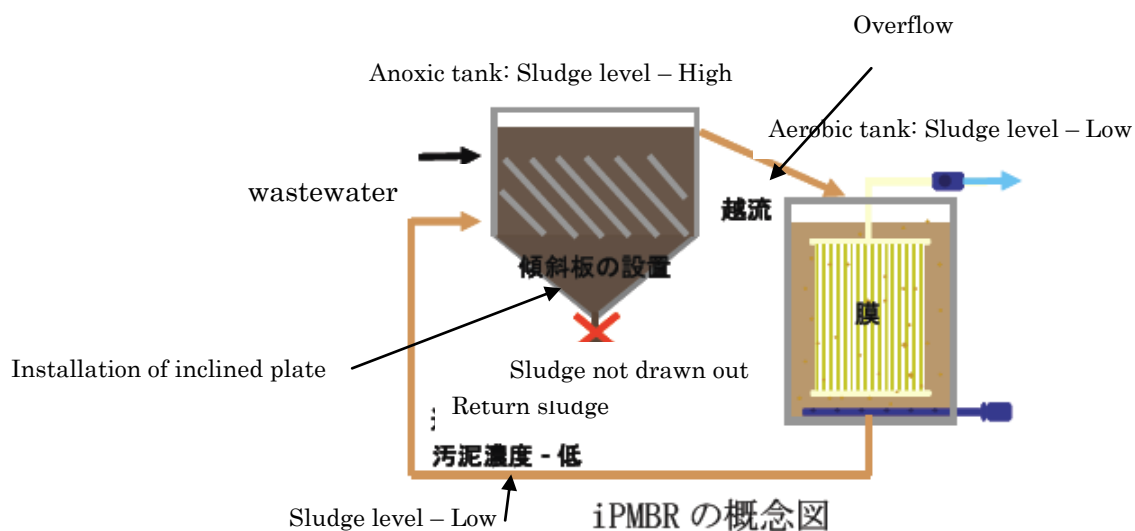 Overflow
Anoxic tank: Sludge level – High
Aerobic tank: Sludge level – Low
wastewater
越流
傾斜板の設置
膜
Installation of inclined plate
Sludge not drawn out
Return sludge
汚泥濃度 - 低
Sludge level – Low
iPMBR の概念図